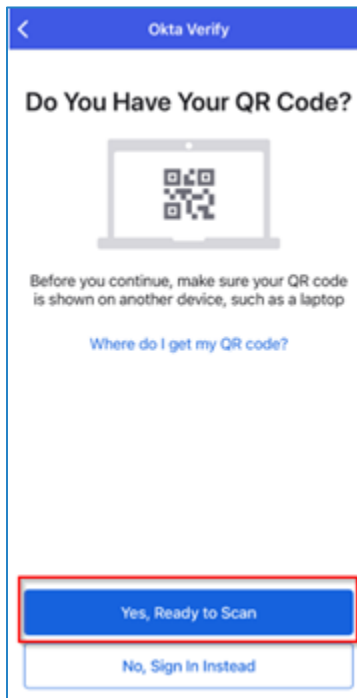 Okta Verify
Do You Have Your QR Code?
Before you continue, make sure your QR code
is shown on another device, such as a laptop
Where do I get my QR code?
Yes, Ready to Scan
No, Sign In Instead